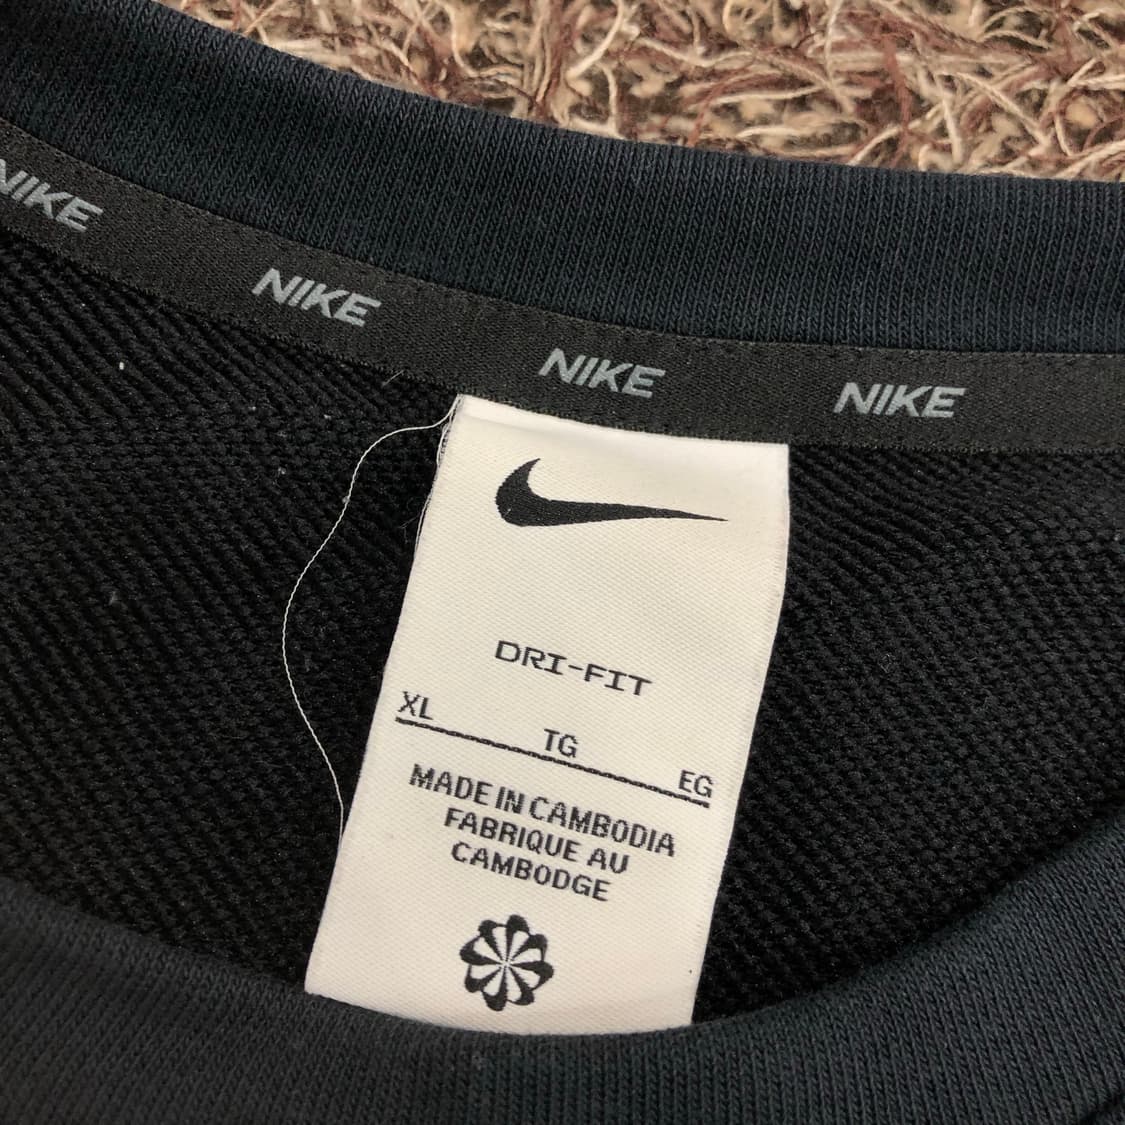 NIKE NIKE NIKE NIKE
DRI-FIT
XL TG EG
MADE IN CAMBODIA
FABRIQUE AU
CAMBODGE